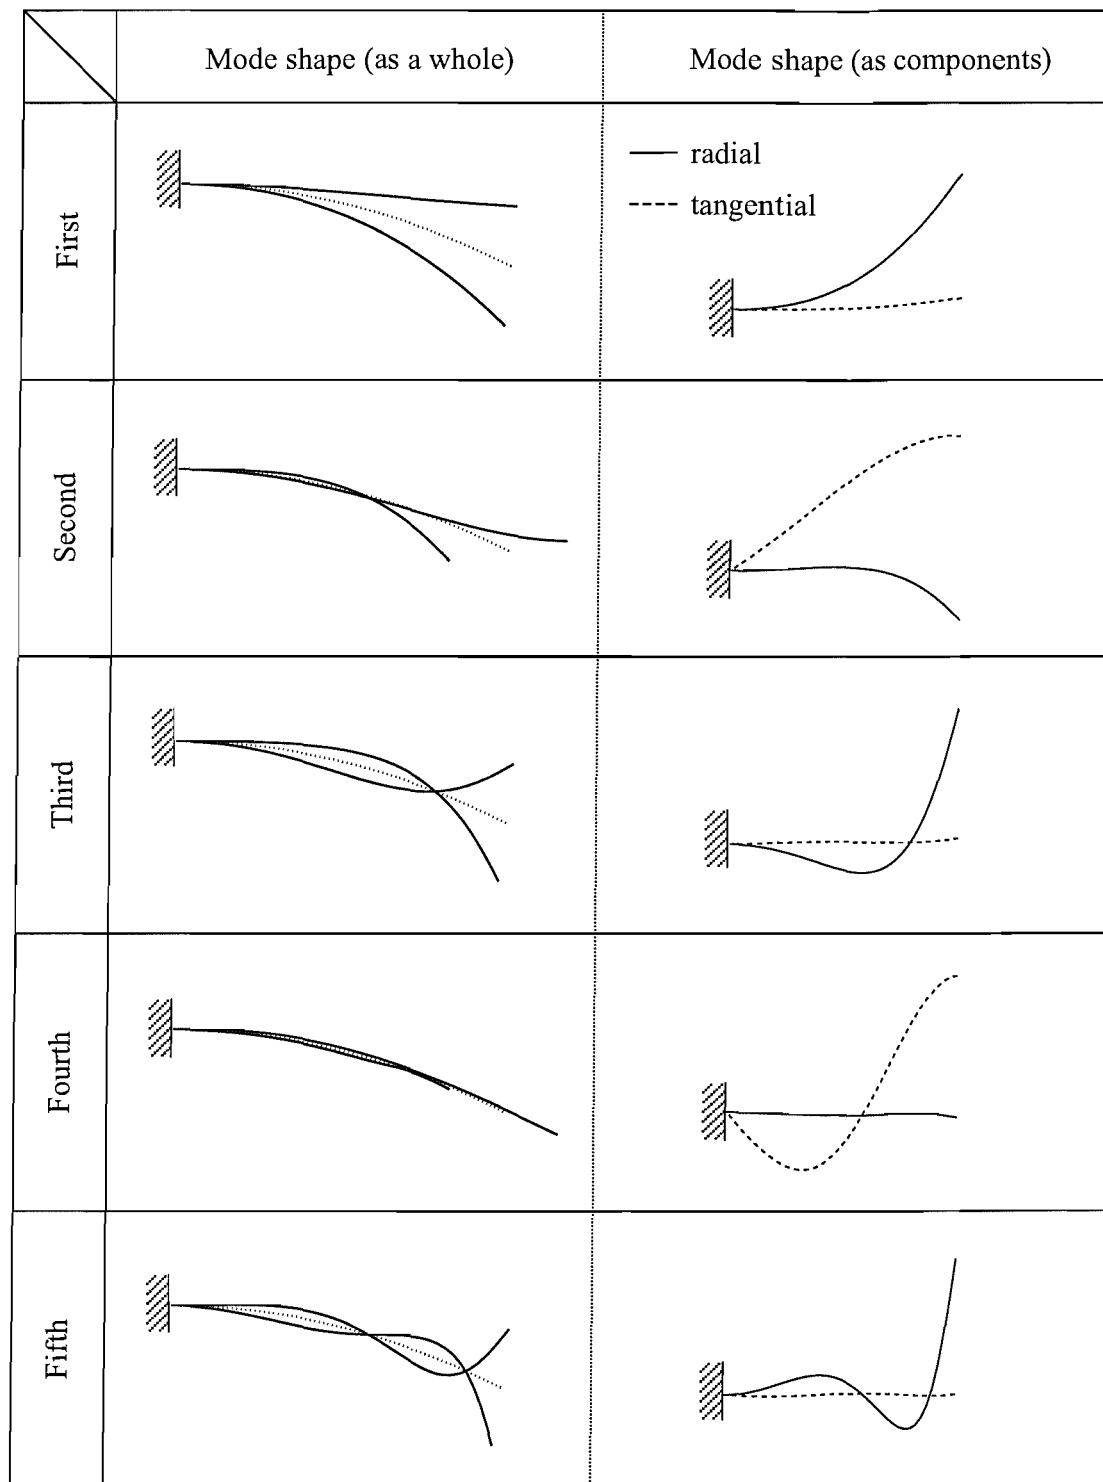 Mode shape (as a whole)
Mode shape (as components)
First
radial
tangential
Second
Third
Fourth
Fifth